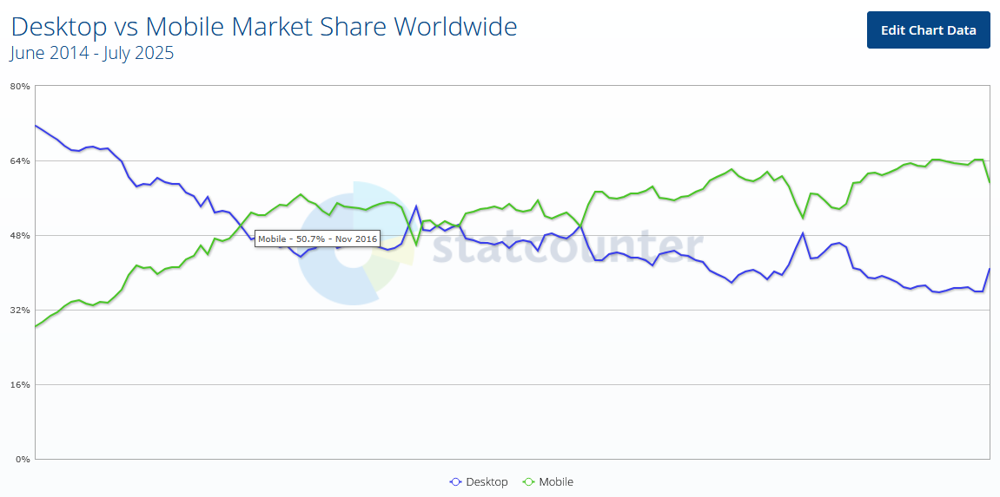 Desktop vs Mobile Market Share Worldwide
June 2014 - July 2025
Edit Chart Data
80%
64%
48%
32%
16%
0%
Mobile - 50.7% - Nov 2016
statcounter
Desktop
Mobile